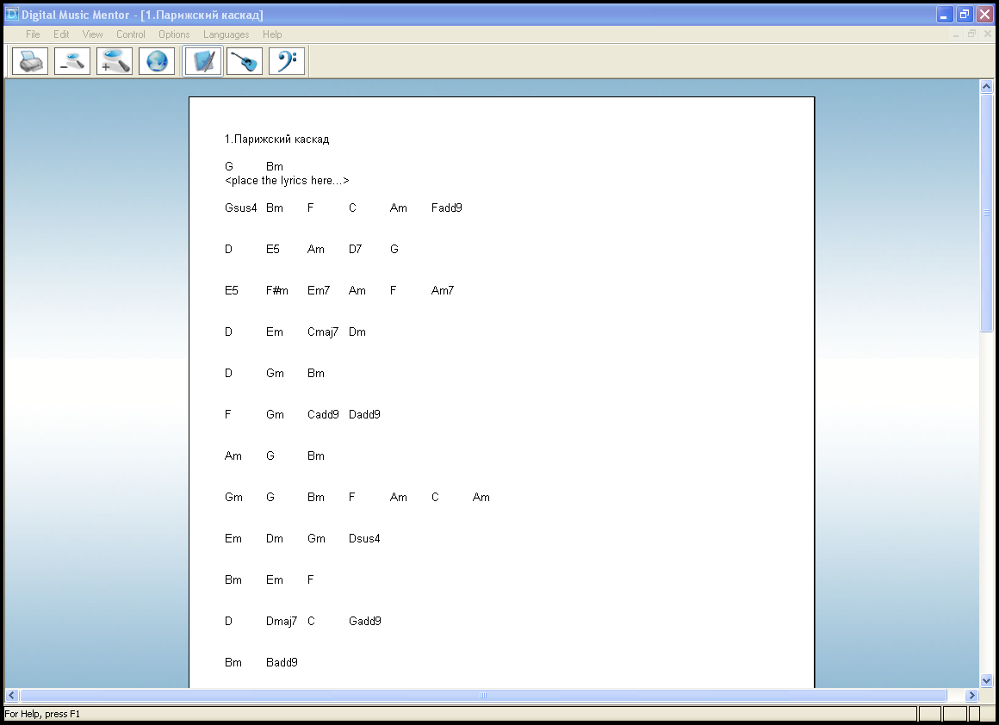 Digital Music Mentor - [1.Парижский каскад]
File Edit View Control Options Languages Help
1.Парижский каскад
G Bm
<place the lyrics here...>
Gsus4 Bm F C Am Fadd9
D E5 Am D7 G
E5 F#m Em7 Am F Am7
D Em Cmaj7 Dm
D Gm Bm
F Gm Cadd9 Dadd9
Am G Bm
Gm G Bm F Am C Am
Em Dm Gm Dsus4
Bm Em F
D Dmaj7 C Gadd9
Bm Badd9
For Help, press F1